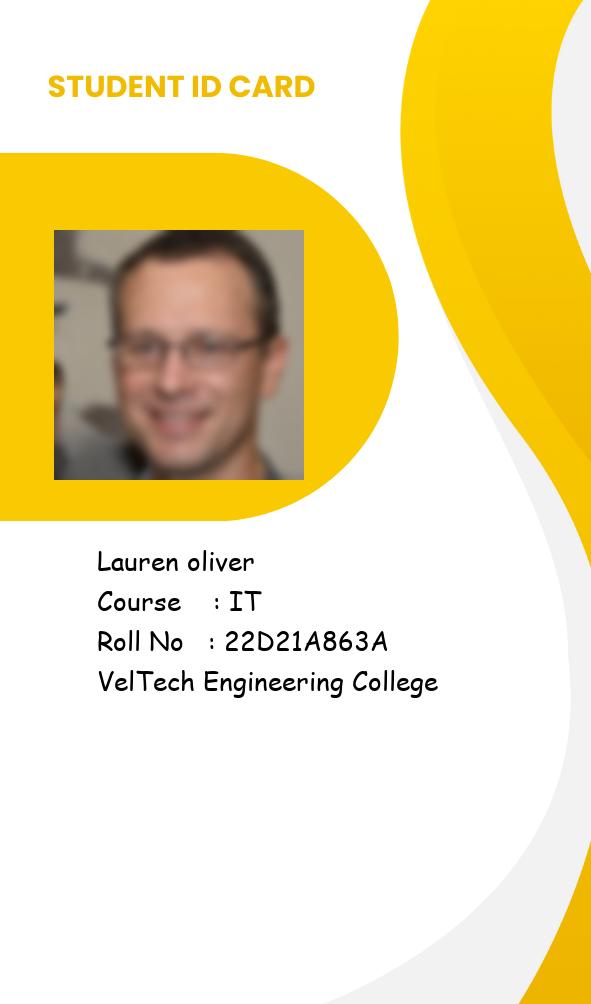 STUDENT ID CARD
Lauren oliver
Course : IT
Roll No : 22D21A863A
VelTech Engineering College